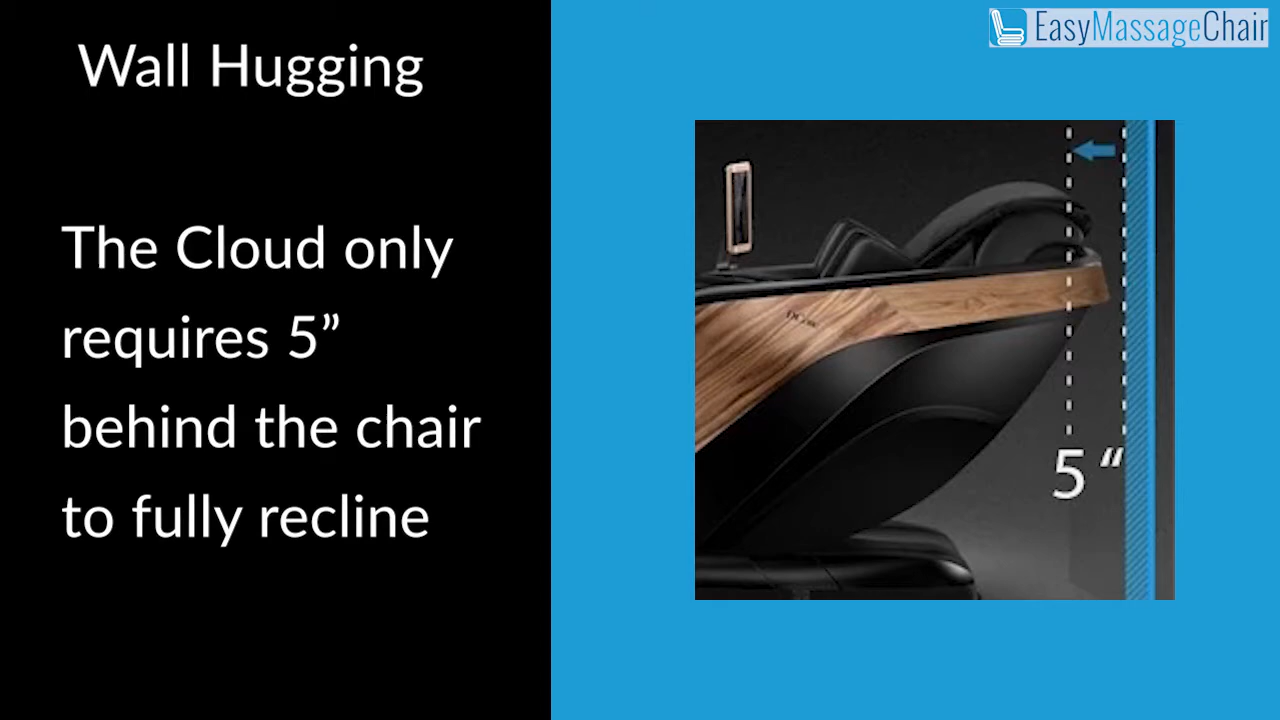 EasyMassageChair
Wall Hugging
The Cloud only
requires 5”
behind the chair
to fully recline
5 “